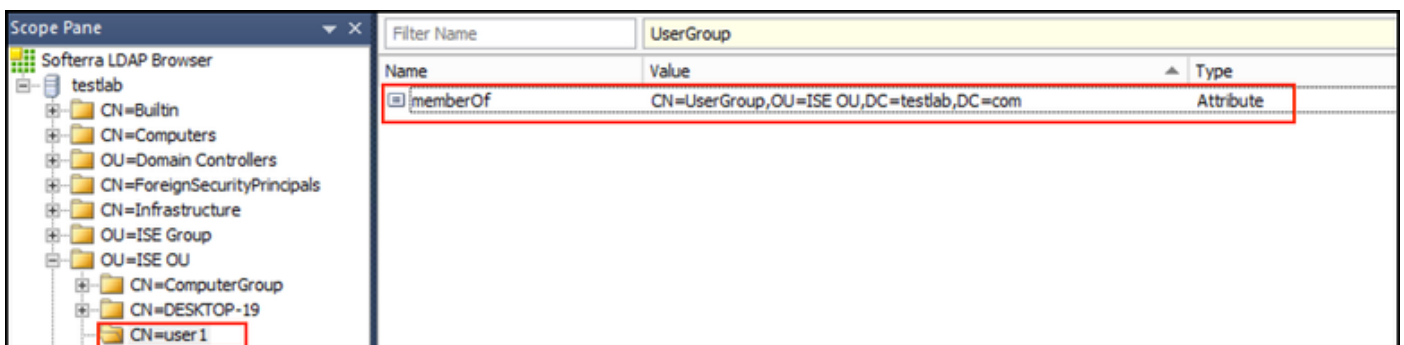 Scope Pane
Filter Name UserGroup
Softerra LDAP Browser
testlab
CN=Builtin
CN=Computers
OU=Domain Controllers
CN=ForeignSecurityPrincipals
CN=Infrastructure
OU=ISE Group
OU=ISE OU
CN=ComputerGroup
CN=DESKTOP-19
CN=user1
Name Value Type
memberOf CN=UserGroup,OU=ISE OU,DC=testlab,DC=com Attribute